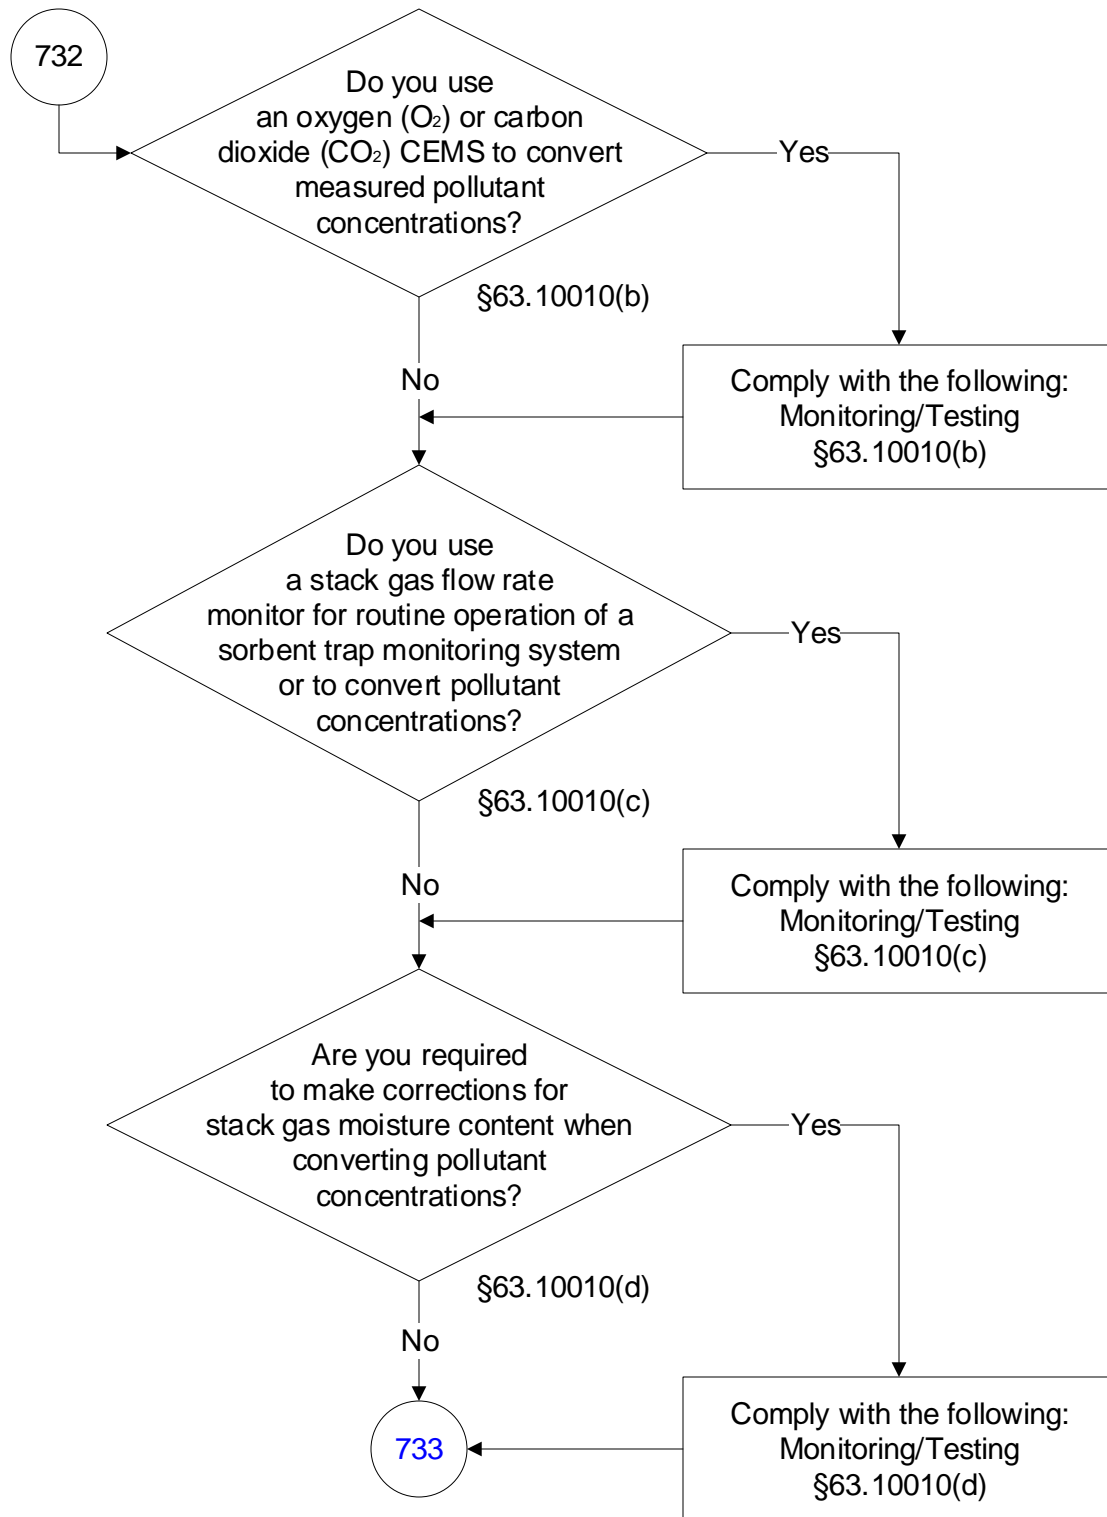 732
Do you use
an oxygen (O₂) or carbon
dioxide (CO₂) CEMS to convert
measured pollutant
concentrations?
Yes
§63.10010(b)
No
Comply with the following:
Monitoring/Testing
§63.10010(b)
Do you use
a stack gas flow rate
monitor for routine operation of a
sorbent trap monitoring system
or to convert pollutant
concentrations?
Yes
§63.10010(c)
No
Comply with the following:
Monitoring/Testing
§63.10010(c)
Are you required
to make corrections for
stack gas moisture content when
converting pollutant
concentrations?
Yes
§63.10010(d)
No
Comply with the following:
Monitoring/Testing
§63.10010(d)
733